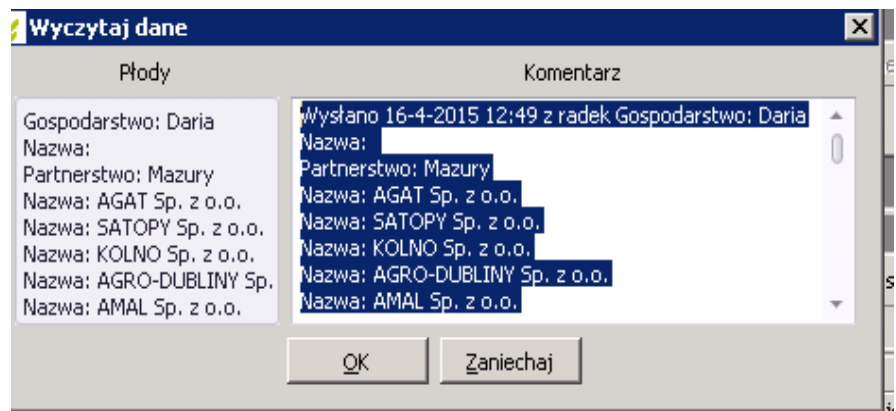 Wyczytaj dane
Płody
Komentarz
Gospodarstwo: Daria
Nazwa:
Partnerstwo: Mazury
Nazwa: AGAT Sp. z o.o.
Nazwa: SATOPY Sp. z o.o.
Nazwa: KOLNO Sp. z o.o.
Nazwa: AGRO-DUBLINY Sp.
Nazwa: AMAL Sp. z o.o.
Wysłano 16-4-2015 12:49 z radek Gospodarstwo: Daria
Nazwa:
Partnerstwo: Mazury
Nazwa: AGAT Sp. z o.o.
Nazwa: SATOPY Sp. z o.o.
Nazwa: KOLNO Sp. z o.o.
Nazwa: AGRO-DUBLINY Sp. z o.o.
Nazwa: AMAL Sp. z o.o.
OK
Zaniechaj